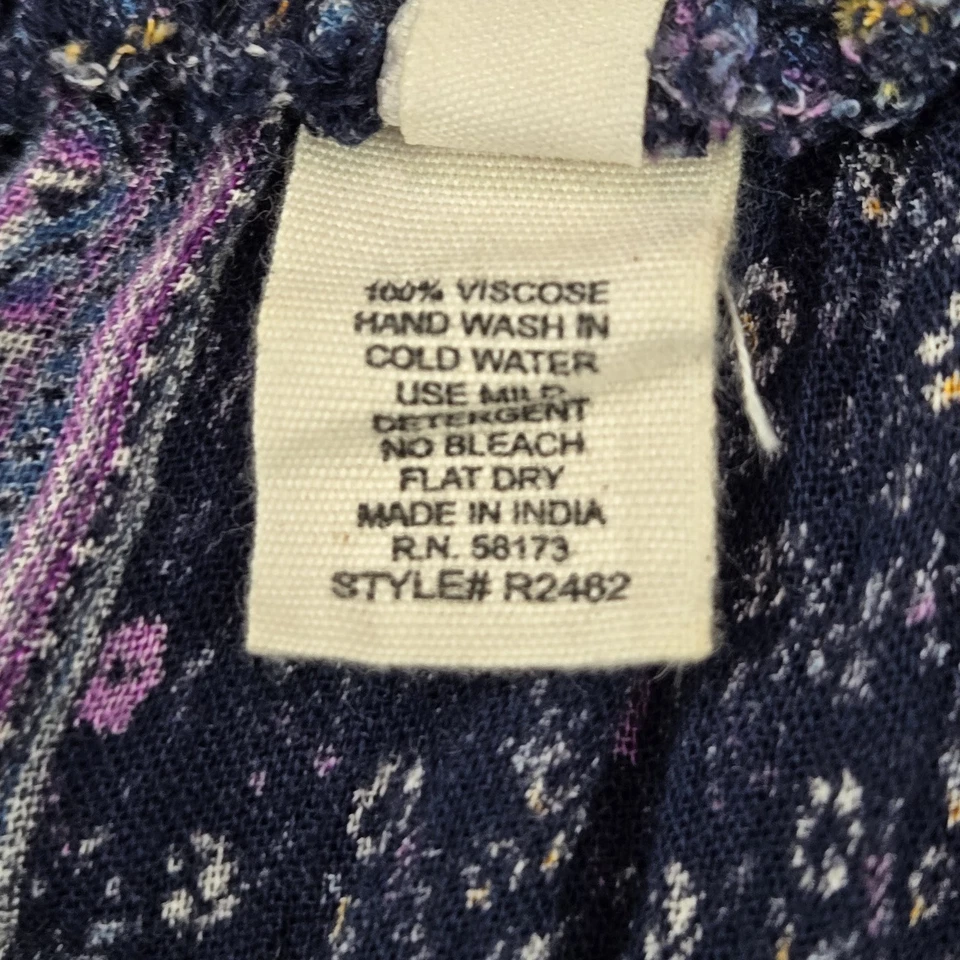 100% VISCOSE
HAND WASH IN
COLD WATER
USE MILD
DETERGENT
NO BLEACH
FLAT DRY
MADE IN INDIA
R.N. 58173
STYLE# R2462